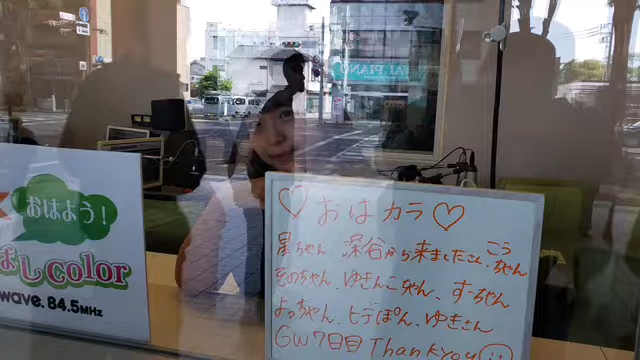 おはよう！
ましcolor
wave. 84.5MHz
♡おはカラ♡
星ちゃん、深谷から来ましたさん、こうちゃん
そのちゃん、ゆきんこちゃん、すーちゃん
よっちゃん、ヒデぽん、ゆきさん
GW7日目 Thank you